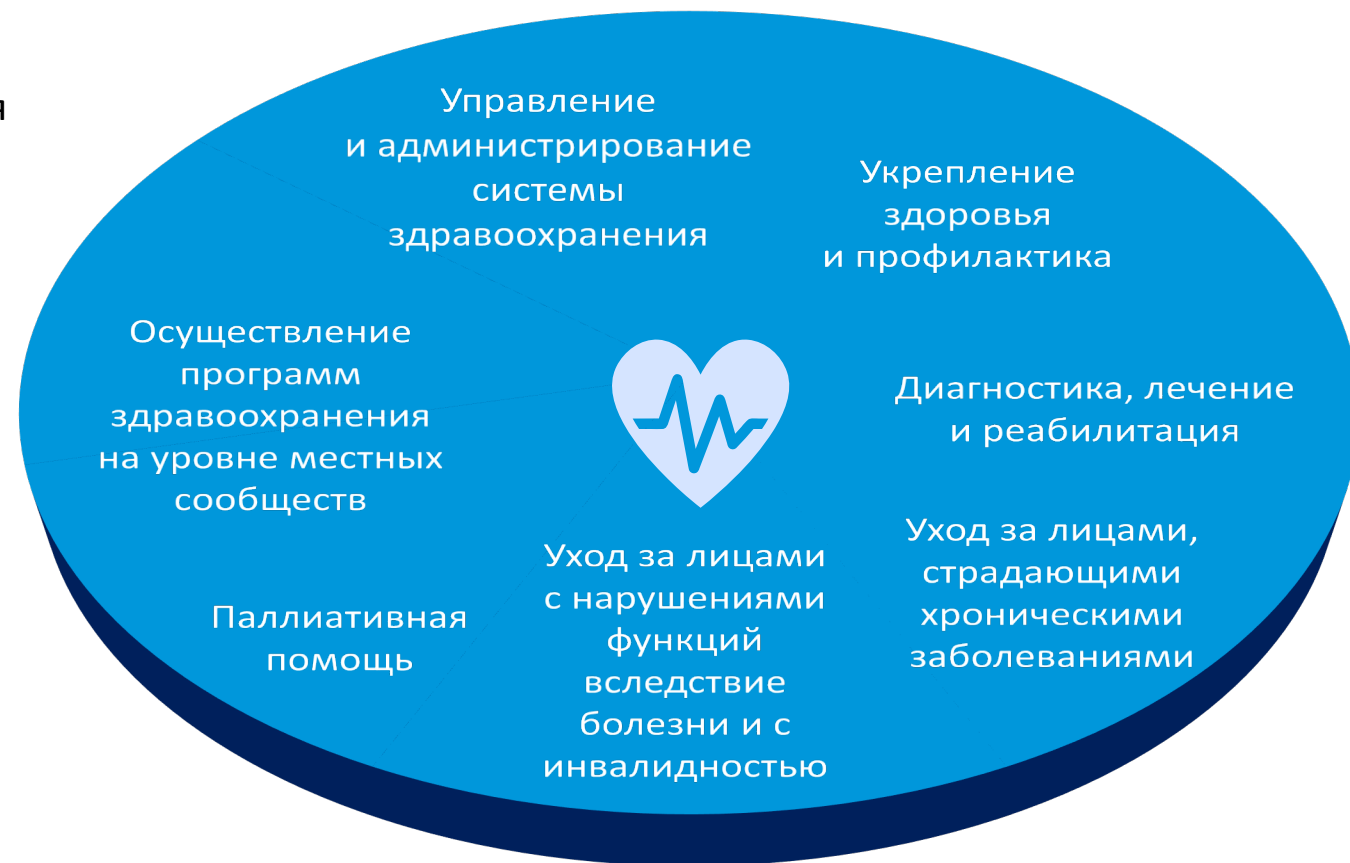 я
Управление
и администрирование
системы
здравоохранения
Укрепление
здоровья
и профилактика
Диагностика, лечение
и реабилитация
Уход за лицами,
страдающими
хроническими
заболеваниями
Уход за лицами
с нарушениями
функций
вследствие
болезни и с
инвалидностью
Паллиативная
помощь
Осуществление
программ
здравоохранения
на уровне местных
сообществ